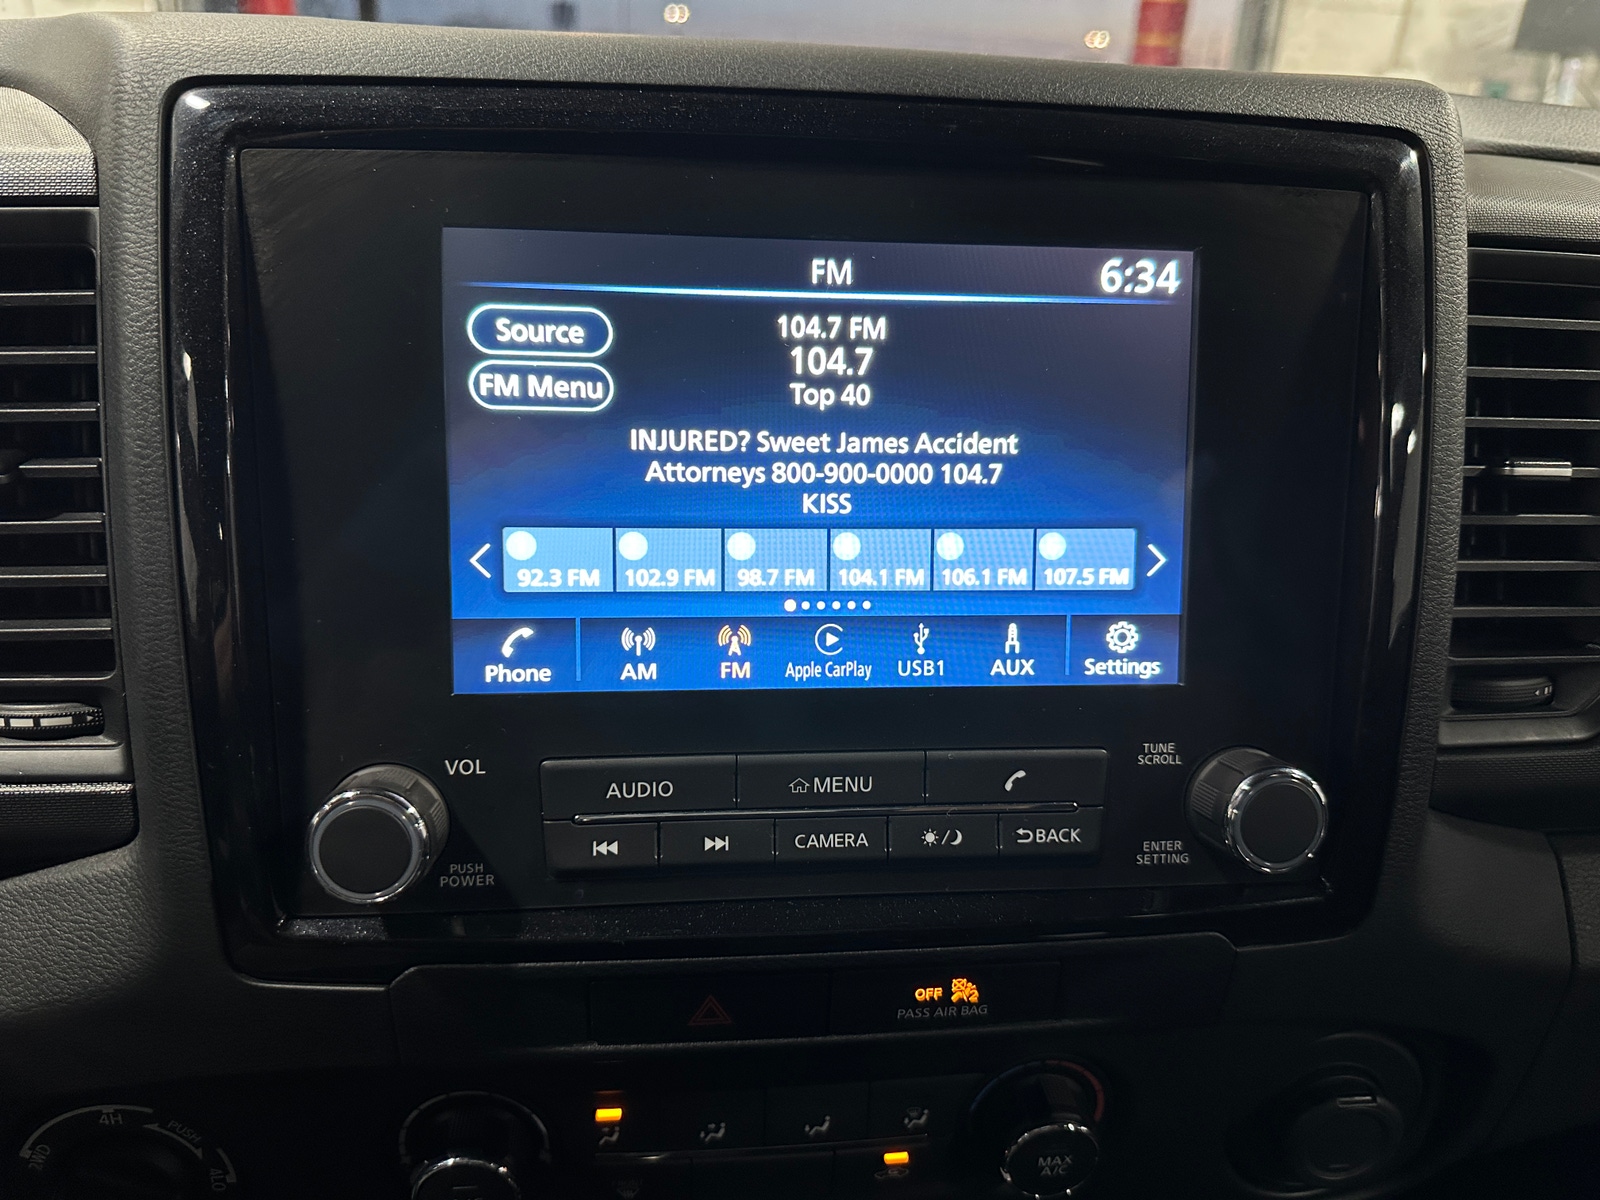 FM
6:34
Source
FM Menu
104.7 FM
104.7
Top 40
INJURED? Sweet James Accident
Attorneys 800-900-0000 104.7
KISS
92.3 FM 102.9 FM 98.7 FM 104.1 FM 106.1 FM 107.5 FM
Phone AM FM Apple CarPlay USB1 AUX Settings
VOL
PUSH
POWER
AUDIO MENU
CAMERA BACK
TUNE
SCROLL
ENTER
SETTING
OFF 2
PASS AIR BAG
2WD 4H PUSH 4LO
MAX
A/C